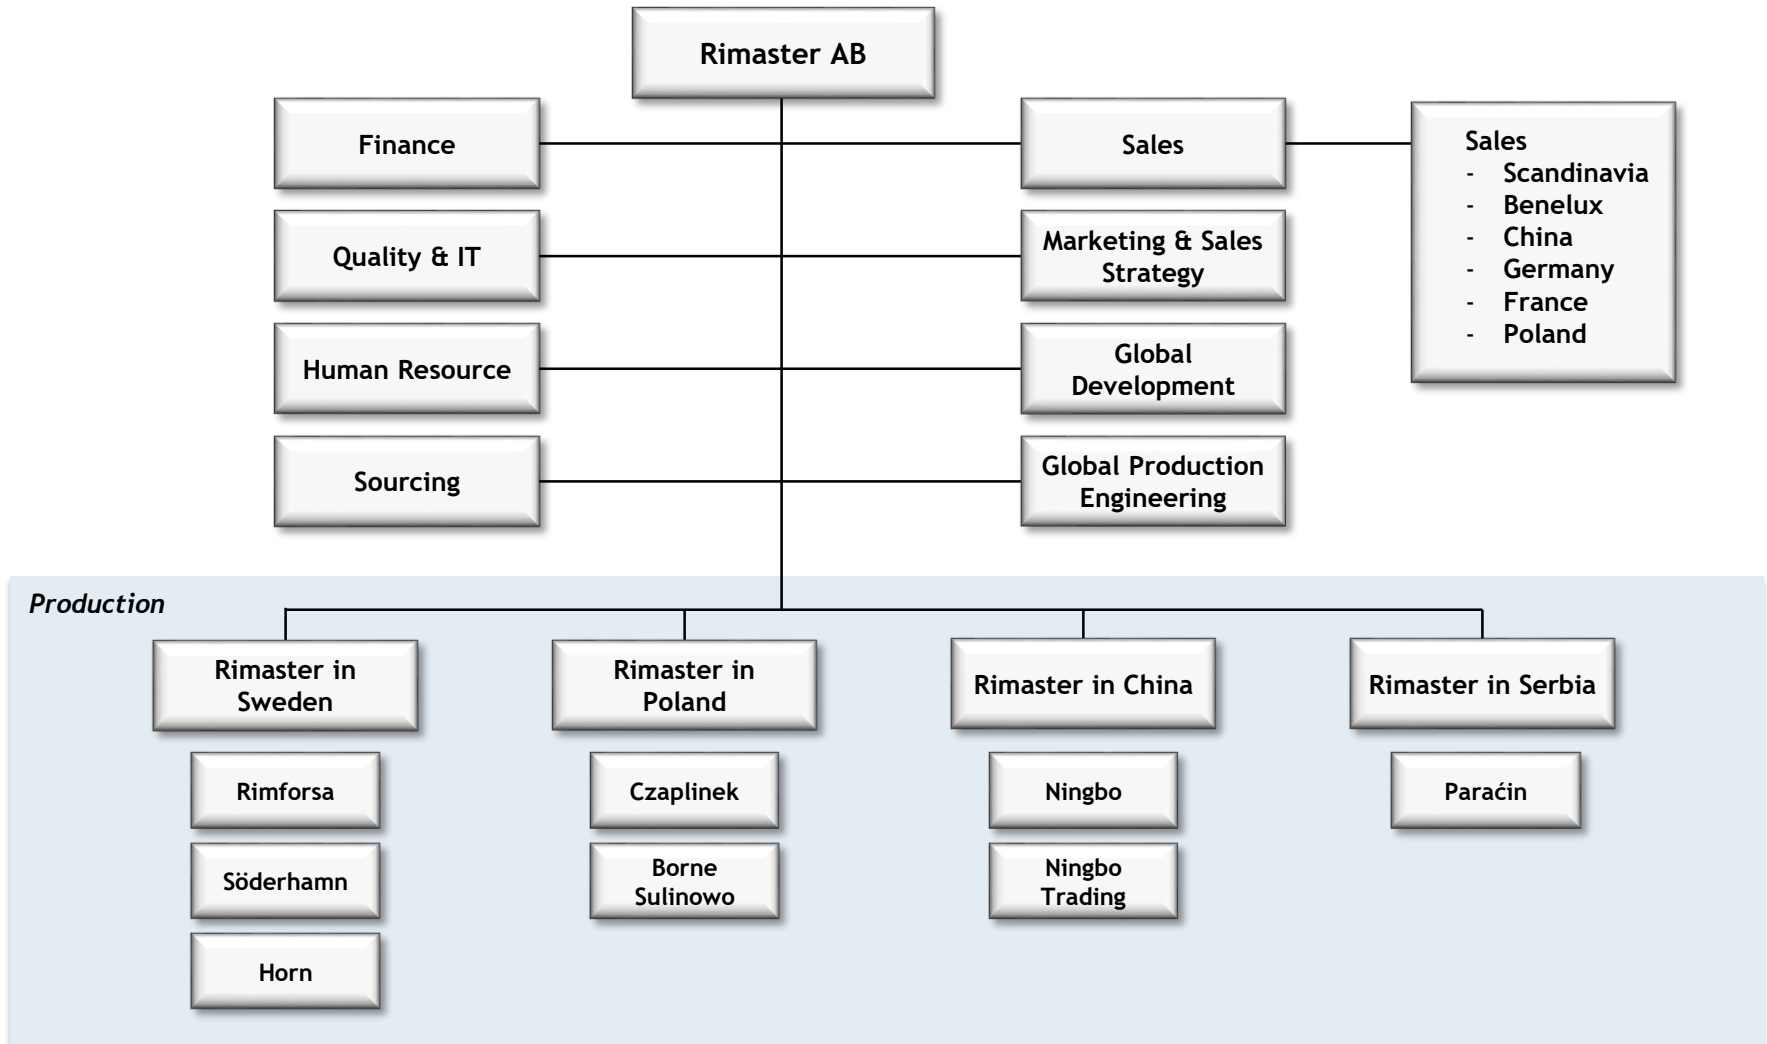 Rimaster AB
Finance
Sales
Sales
- Scandinavia
- Benelux
- China
- Germany
- France
- Poland
Quality & IT
Marketing & Sales
Strategy
Human Resource
Global
Development
Sourcing
Global Production
Engineering
Production
Rimaster in
Sweden
Rimaster in
Poland
Rimaster in China
Rimaster in Serbia
Rimforsa
Czaplinek
Ningbo
Paraćin
Söderhamn
Borne
Sulinowo
Ningbo
Trading
Horn